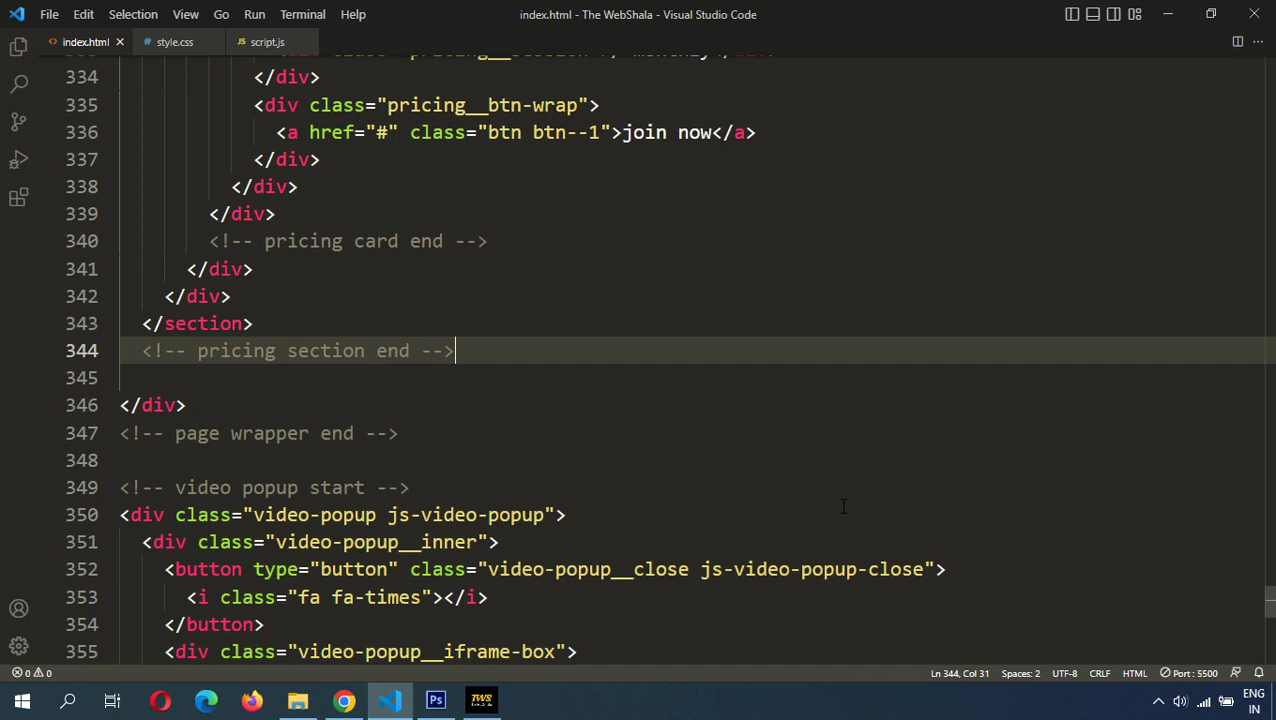 File Edit Selection View Go Run Terminal Help index.html - The WebShala - Visual Studio Code
index.html style.css JS script.js
334 </div>
335 <div class="pricing__btn-wrap">
336 <a href="#" class="btn btn--1">join now</a>
337 </div>
338 </div>
339 </div>
340 <!-- pricing card end -->
341 </div>
342 </div>
343 </section>
344 <!-- pricing section end -->
345
346 </div>
347 <!-- page wrapper end -->
348
349 <!-- video popup start -->
350 <div class="video-popup js-video-popup">
351 <div class="video-popup__inner">
352 <button type="button" class="video-popup__close js-video-popup-close">
353 <i class="fa fa-times"></i>
354 </button>
355 <div class="video-popup__iframe-box">
0 0 Ln 344, Col 31 Spaces: 2 UTF-8 CRLF HTML Port : 5500
Ps TWS ENG
IN